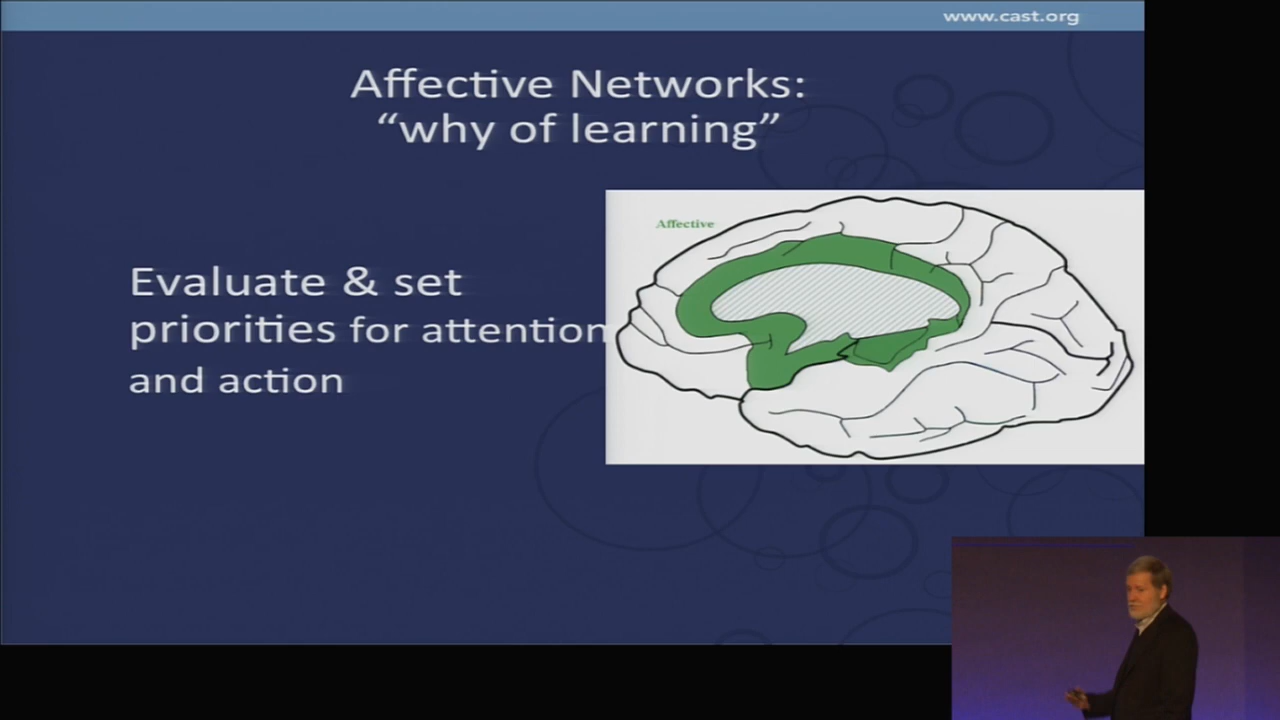 www.cast.org
Affective Networks:
“why of learning”
Affective
Evaluate & set
priorities for attention
and action